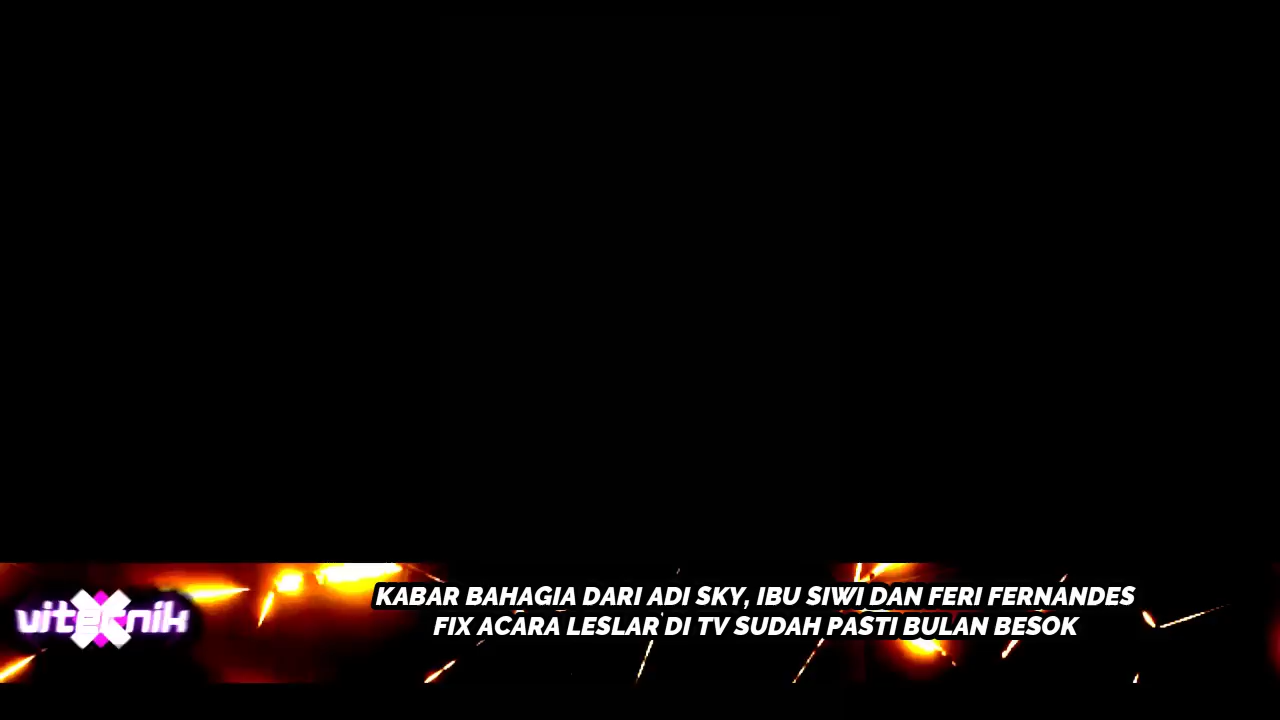 KABAR BAHAGIA DARI ADI SKY, IBU SIWI DAN FERI FERNANDES
FIX ACARA LESLAR DI TV SUDAH PASTI BULAN BESOK
viteXnik